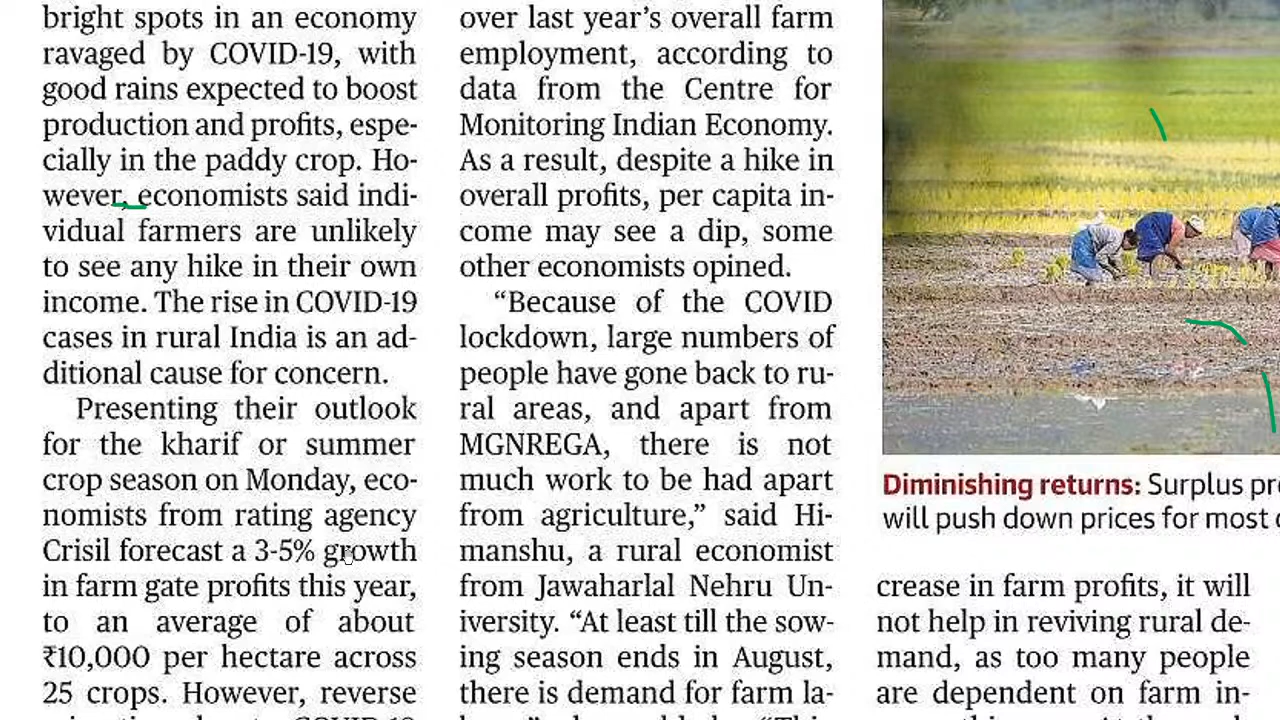 bright spots in an economy
ravaged by COVID-19, with
good rains expected to boost
production and profits, espe-
cially in the paddy crop. Ho-
wever, economists said indi-
vidual farmers are unlikely
to see any hike in their own
income. The rise in COVID-19
cases in rural India is an ad-
ditional cause for concern.
Presenting their outlook
for the kharif or summer
crop season on Monday, eco-
nomists from rating agency
Crisil forecast a 3-5% growth
in farm gate profits this year,
to an average of about
₹10,000 per hectare across
25 crops. However, reverse
over last year's overall farm
employment, according to
data from the Centre for
Monitoring Indian Economy.
As a result, despite a hike in
overall profits, per capita in-
come may see a dip, some
other economists opined.
“Because of the COVID
lockdown, large numbers of
people have gone back to ru-
ral areas, and apart from
MGNREGA, there is not
much work to be had apart
from agriculture,” said Hi-
manshu, a rural economist
from Jawaharlal Nehru Un-
iversity. “At least till the sow-
ing season ends in August,
there is demand for farm la-
Diminishing returns: Surplus pr
will push down prices for most
crease in farm profits, it will
not help in reviving rural de-
mand, as too many people
are dependent on farm in-